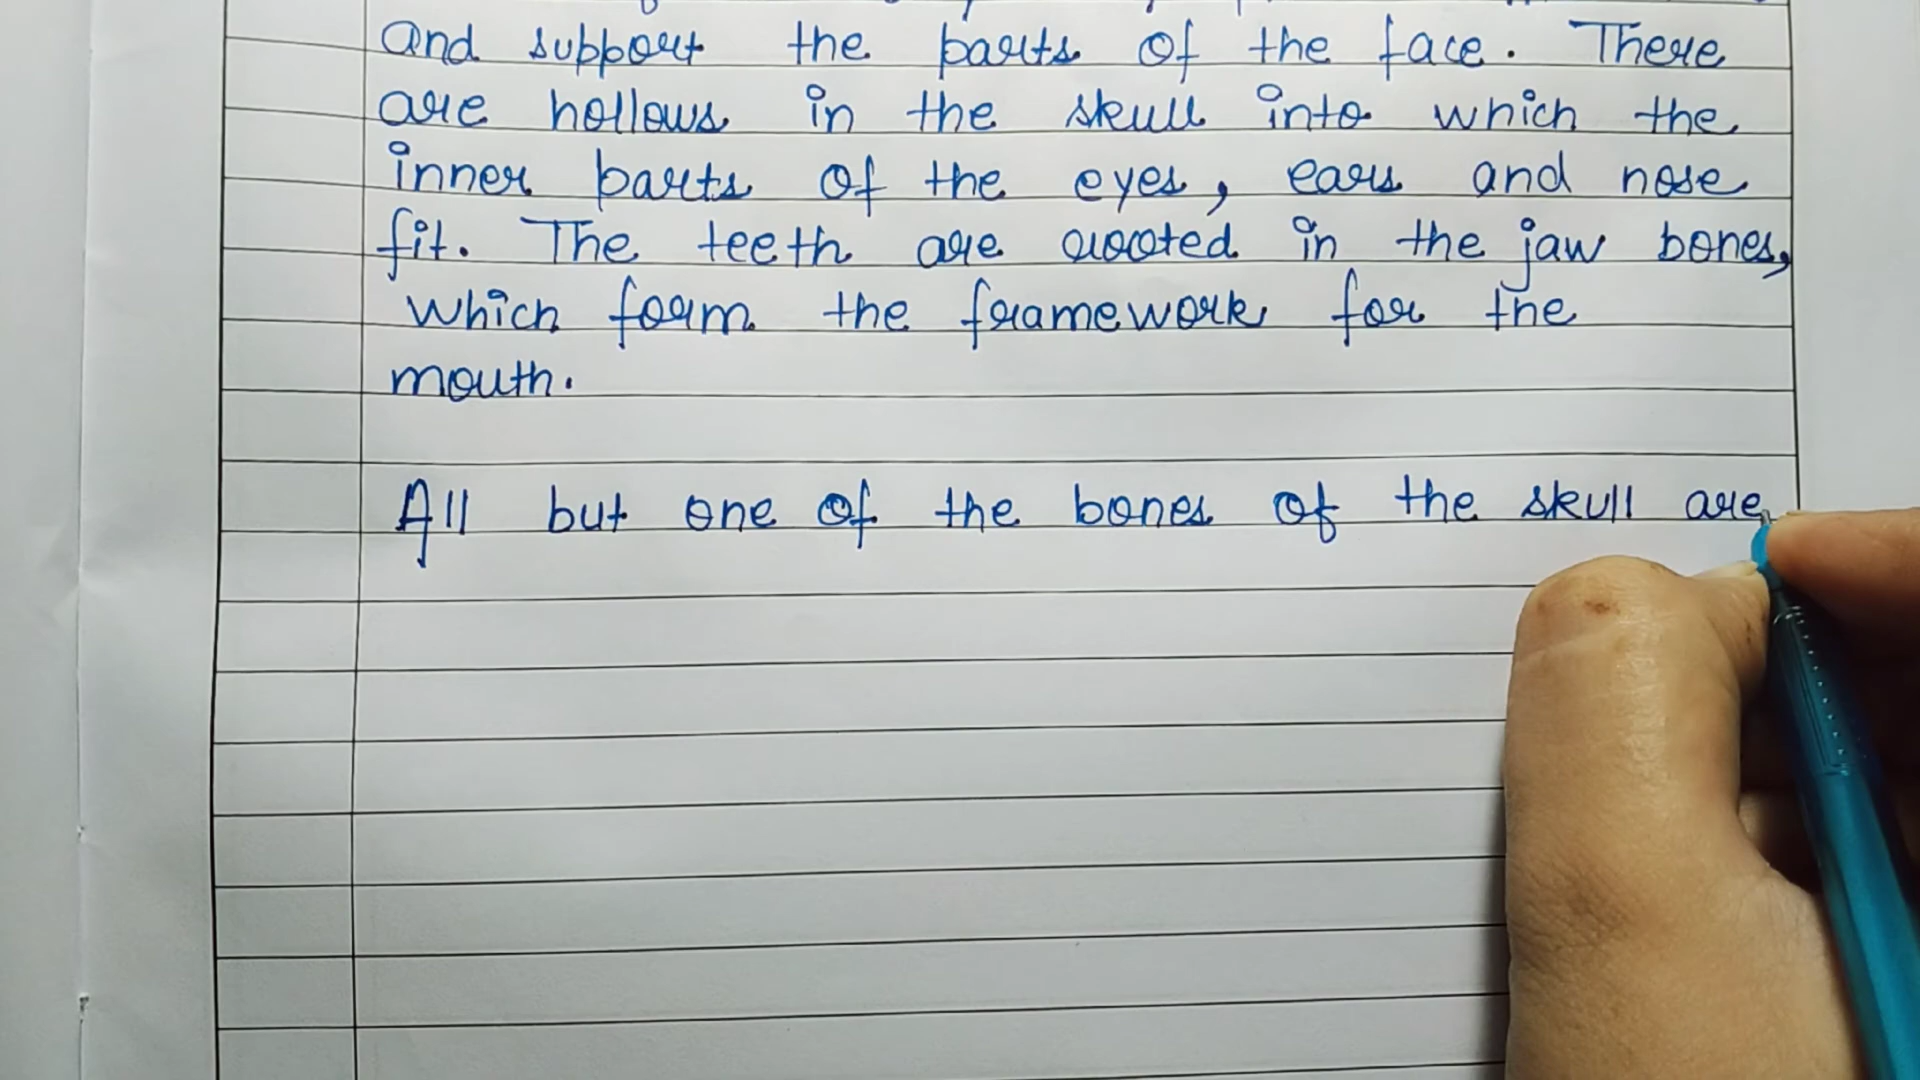 and support the parts of the face. There
are hollows in the skull into which the
inner parts of the eyes, ears and nose
fit. The teeth are rooted in the jaw bones,
which form the framework for the
mouth.
All but one of the bones of the skull are